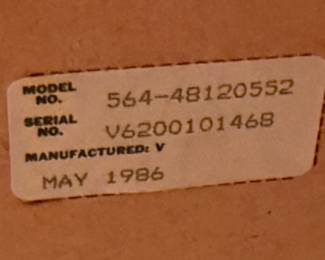 MODEL NO. 564-48120552
SERIAL NO. V6200101468
MANUFACTURED: V
MAY 1986